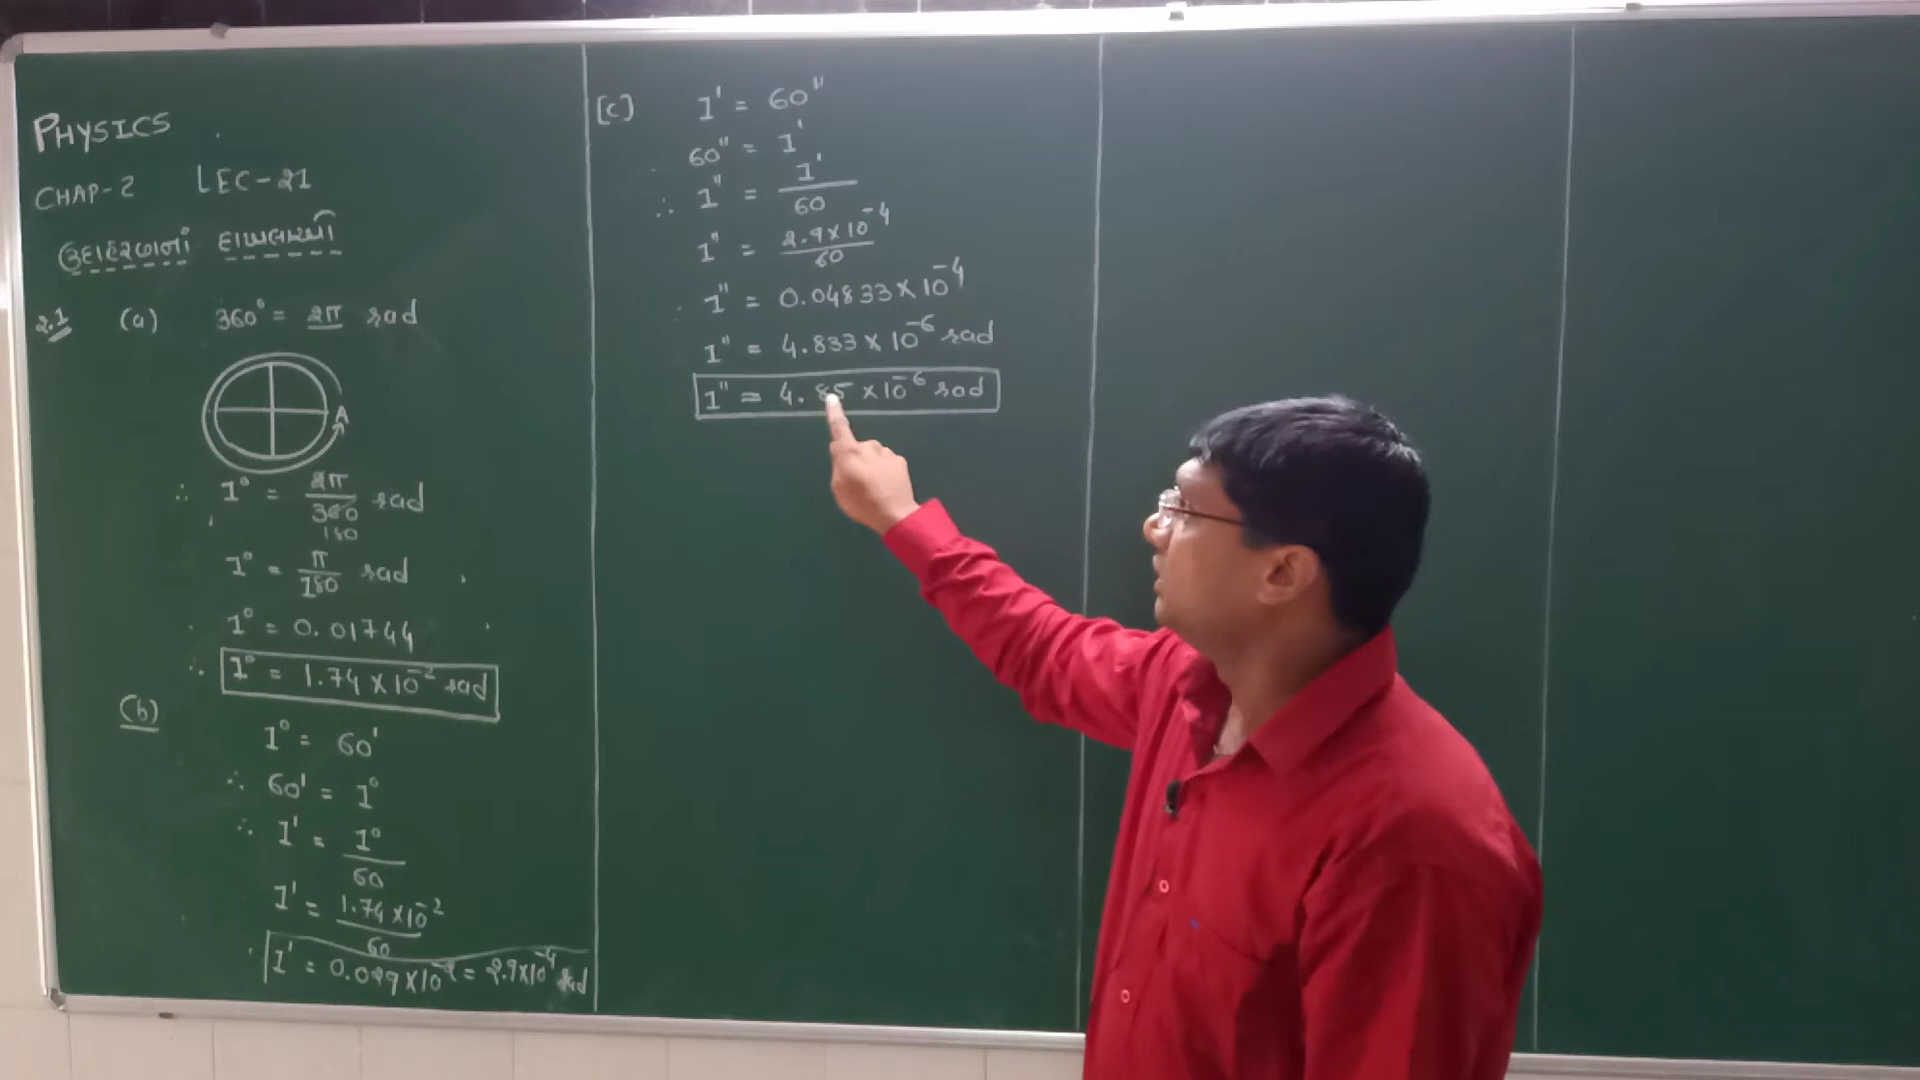 PHYSICS
CHAP-2 LEC-21
ઉદાહરણનાં દાખલાઓ
2.1 (a) 360° = 2π rad
A
∴ 1° = 2π/360 rad
180
1° = π/180 rad
1° = 0.01744
∴ 1° = 1.74 × 10⁻² rad
(b)
1° = 60'
∴ 60' = 1°
∴ 1' = 1°/60
1' = 1.74 × 10⁻²/60
1' = 0.029 × 10⁻² = 2.9 × 10⁻⁴ rad
[c] 1' = 60"
60" = 1'
∴ 1" = 1'/60
1" = 2.9 × 10⁻⁴/60
1" = 0.04833 × 10⁻⁴
1" = 4.833 × 10⁻⁶ rad
1" = 4.85 × 10⁻⁶ rad